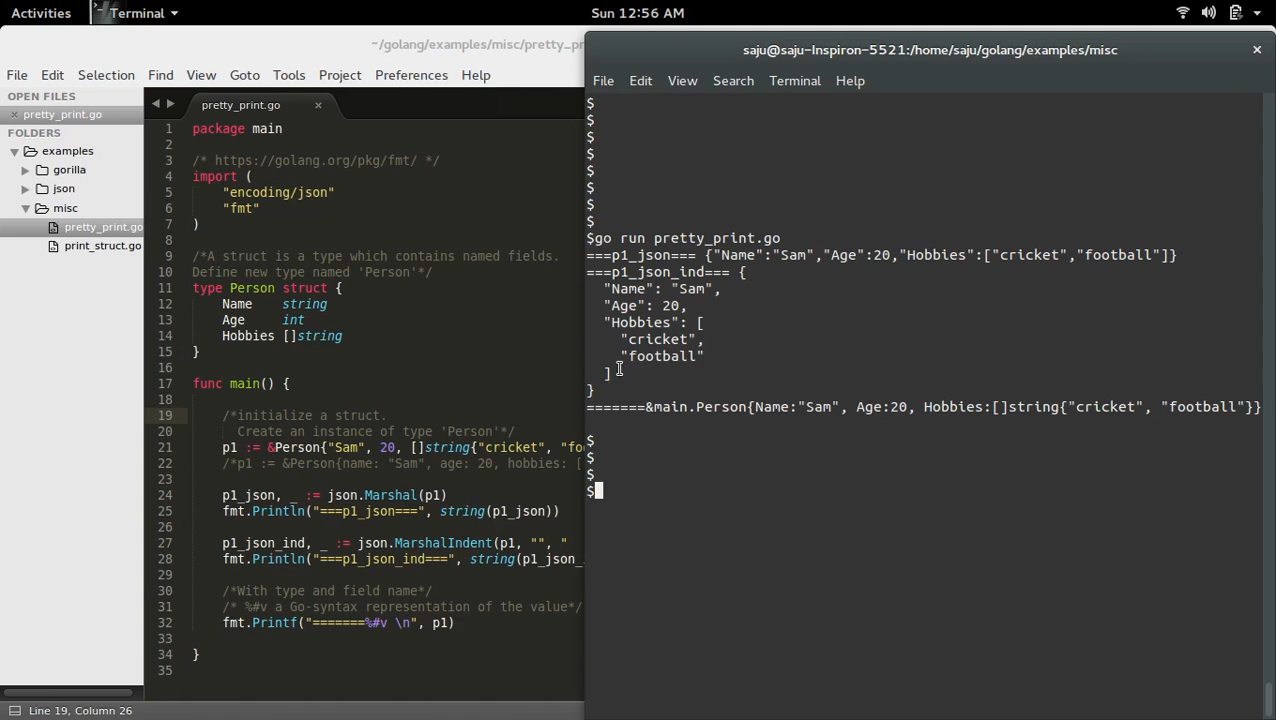 Activities
Terminal
Sun 12:56 AM
~/golang/examples/misc/pretty_pr
File Edit Selection Find View Goto Tools Project Preferences Help
OPEN FILES
pretty_print.go
FOLDERS
examples
gorilla
json
misc
pretty_print.go
print_struct.go
pretty_print.go
1 package main
2
3 /* https://golang.org/pkg/fmt/ */
4 import (
5 "encoding/json"
6 "fmt"
7 )
8
9 /*A struct is a type which contains named fields.
10 Define new type named 'Person'*/
11 type Person struct {
12 Name string
13 Age int
14 Hobbies []string
15 }
16
17 func main() {
18
19 /*initialize a struct.
20 Create an instance of type 'Person'*/
21 p1 := &Person{"Sam", 20, []string{"cricket", "foo
22 /*p1 := &Person{name: "Sam", age: 20, hobbies: [
23
24 p1_json, _ := json.Marshal(p1)
25 fmt.Println("===p1_json===", string(p1_json))
26
27 p1_json_ind, _ := json.MarshalIndent(p1, "", "
28 fmt.Println("===p1_json_ind===", string(p1_json_
29
30 /*With type and field name*/
31 /* %#v a Go-syntax representation of the value*/
32 fmt.Printf("=======%#v \n", p1)
33
34 }
35
Line 19, Column 26
saju@saju-Inspiron-5521:/home/saju/golang/examples/misc
File Edit View Search Terminal Help
$
$
$
$
$
$
$
$
$go run pretty_print.go
===p1_json=== {"Name":"Sam","Age":20,"Hobbies":["cricket","football"]}
===p1_json_ind=== {
"Name": "Sam",
"Age": 20,
"Hobbies": [
"cricket",
"football"
]
}
=======&main.Person{Name:"Sam", Age:20, Hobbies:[]string{"cricket", "football"}}
$
$
$
$